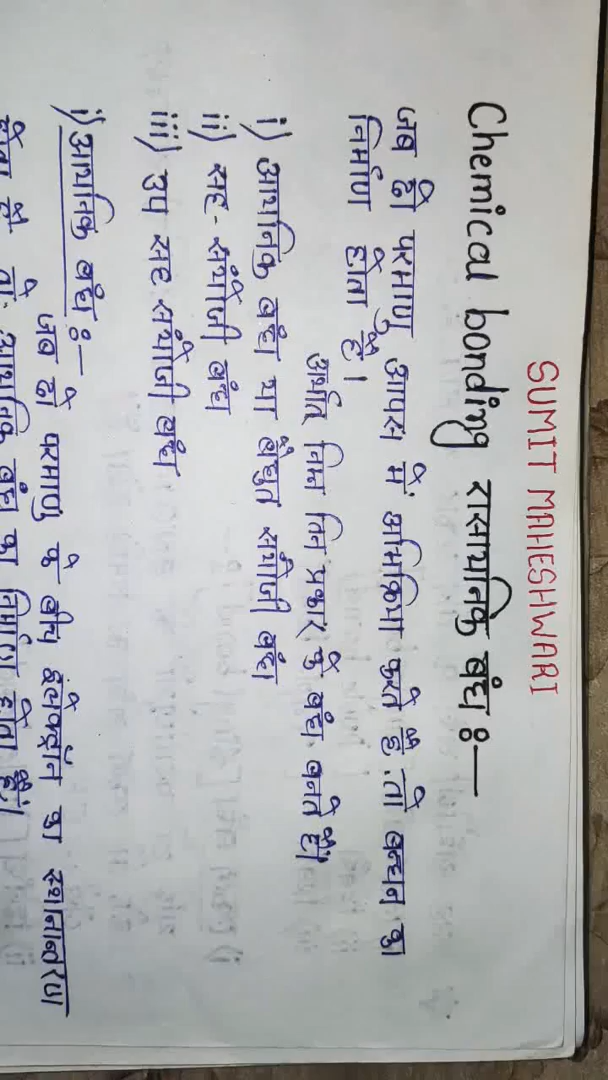 SUMIT MAHESHWARI
Chemical bonding रासायनिक बंध :—
जब दो परमाणु आपस में अभिक्रिया करते है तो बन्धन का
निर्माण होता है।
अर्थात् निम्न तिन प्रकार के बंध बनते है।
i) आयनिक बंध या वैधुत संयोजी बंध
ii) सह-संयोजी बंध
iii) उप सह संयोजी बंध
i) आयनिक बंध :—
जब दो परमाणु के बीच इलेक्ट्रॉन का स्थानान्तरण
होता है तो आयनिक बंध का निर्माण होता है।